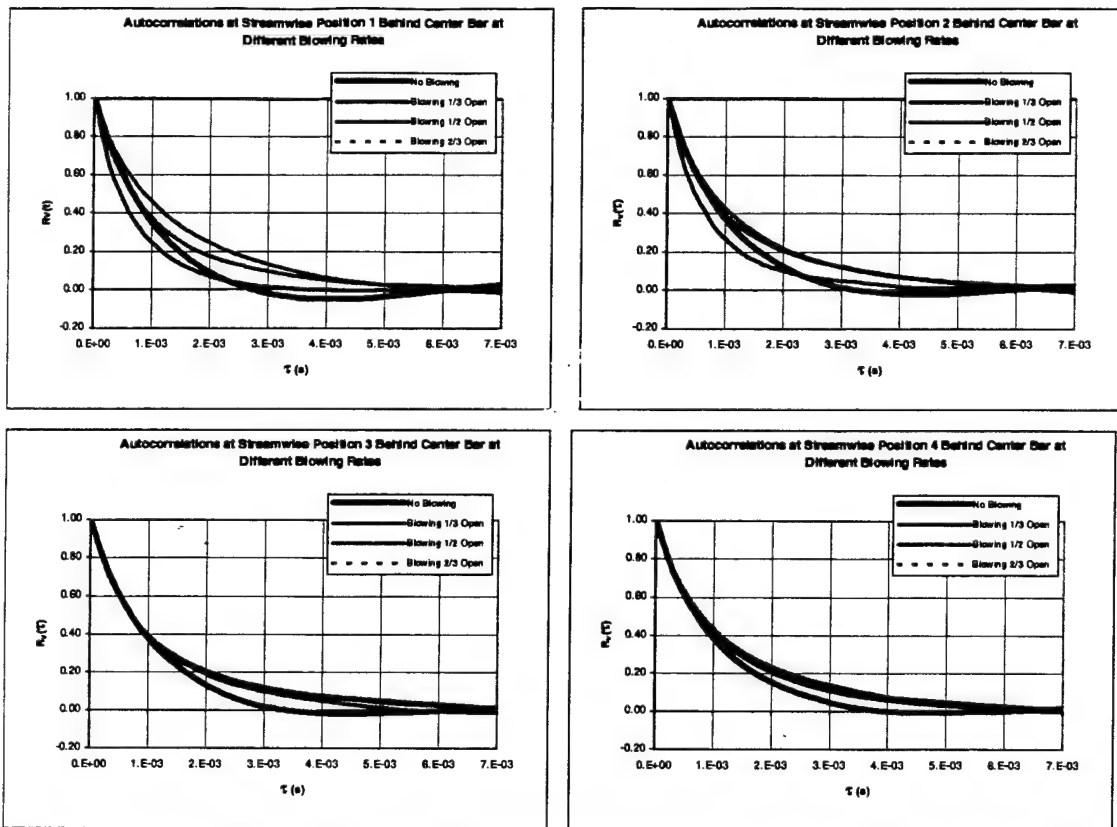 Autocorrelations at Streamwise Position 1 Behind Center Bar at
Different Blowing Rates
No Blowing
Blowing 1/3 Open
Blowing 1/2 Open
Blowing 2/3 Open
1.00
0.80
0.60
0.40
0.20
0.00
-0.20
Rv(t)
0.E+00 1.E-03 2.E-03 3.E-03 4.E-03 5.E-03 6.E-03 7.E-03
τ (s)
Autocorrelations at Streamwise Position 2 Behind Center Bar at
Different Blowing Rates
No Blowing
Blowing 1/3 Open
Blowing 1/2 Open
Blowing 2/3 Open
1.00
0.80
0.60
0.40
0.20
0.00
-0.20
Rv(τ)
0.E+00 1.E-03 2.E-03 3.E-03 4.E-03 5.E-03 6.E-03 7.E-03
τ (s)
Autocorrelations at Streamwise Position 3 Behind Center Bar at
Different Blowing Rates
No Blowing
Blowing 1/3 Open
Blowing 1/2 Open
Blowing 2/3 Open
1.00
0.80
0.60
0.40
0.20
0.00
-0.20
Rv(τ)
0.E+00 1.E-03 2.E-03 3.E-03 4.E-03 5.E-03 6.E-03 7.E-03
τ (s)
Autocorrelations at Streamwise Position 4 Behind Center Bar at
Different Blowing Rates
No Blowing
Blowing 1/3 Open
Blowing 1/2 Open
Blowing 2/3 Open
1.00
0.80
0.60
0.40
0.20
0.00
-0.20
Rv(τ)
0.E+00 1.E-03 2.E-03 3.E-03 4.E-03 5.E-03 6.E-03 7.E-03
τ (s)